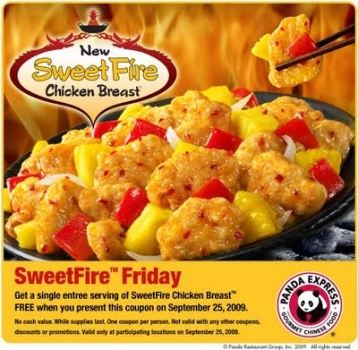 New
SweetFire
Chicken Breast™
SweetFire™ Friday
Get a single entree serving of SweetFire Chicken Breast™
FREE when you present this coupon on September 25, 2009.
No cash value. While supplies last. One coupon per person. Not valid with any other coupons,
discounts or promotions. Valid only at participating locations on September 25, 2009.
PANDA EXPRESS
GOURMET CHINESE FOOD
© Panda Restaurant Group, Inc. 2009. All rights reserved.